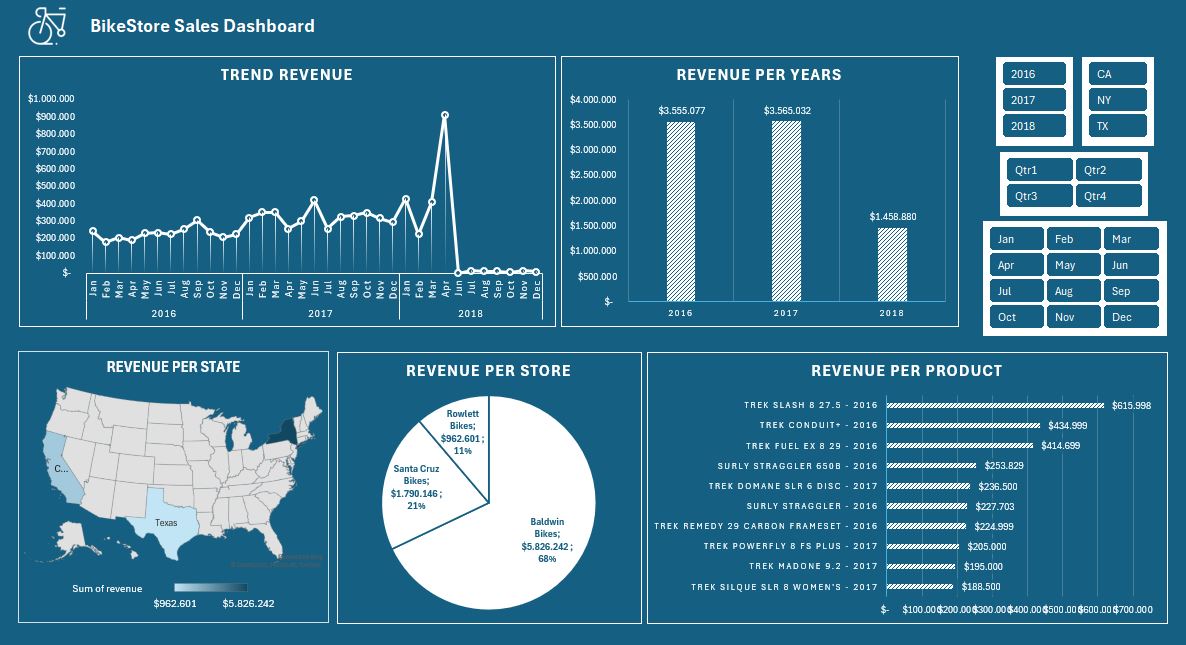 BikeStore Sales Dashboard
TREND REVENUE
$1.000.000
$900.000
$800.000
$700.000
$600.000
$500.000
$400.000
$300.000
$200.000
$100.000
$-
Jan Feb Mar Apr May Jun Jul Aug Sep Oct Nov Dec Jan Feb Mar Apr May Jun Jul Aug Sep Oct Nov Dec Jan Feb Mar Apr Jun Jul Aug Sep Oct Nov Dec
2016 2017 2018
REVENUE PER YEARS
$4.000.000
$3.500.000
$3.000.000
$2.500.000
$2.000.000
$1.500.000
$1.000.000
$500.000
$-
$3.555.077
$3.565.032
$1.458.880
2016 2017 2018
2016
2017
2018
CA
NY
TX
Qtr1 Qtr2
Qtr3 Qtr4
Jan Feb Mar
Apr May Jun
Jul Aug Sep
Oct Nov Dec
REVENUE PER STATE
C...
Texas
Sum of revenue
$962.601 $5.826.242
REVENUE PER STORE
Rowlett
Bikes;
$962.601 ;
11%
Santa Cruz
Bikes;
$1.790.146 ;
21%
Baldwin
Bikes;
$5.826.242 ;
68%
REVENUE PER PRODUCT
TREK SLASH 8 27.5 - 2016 $615.998
TREK CONDUIT+ - 2016 $434.999
TREK FUEL EX 8 29 - 2016 $414.699
SURLY STRAGGLER 650B - 2016 $253.829
TREK DOMANE SLR 6 DISC - 2017 $236.500
SURLY STRAGGLER - 2016 $227.703
TREK REMEDY 29 CARBON FRAMESET - 2016 $224.999
TREK POWERFLY 8 FS PLUS - 2017 $205.000
TREK MADONE 9.2 - 2017 $195.000
TREK SILQUE SLR 8 WOMEN'S - 2017 $188.500
$- $100.000 $200.000 $300.000 $400.000 $500.000 $600.000 $700.000